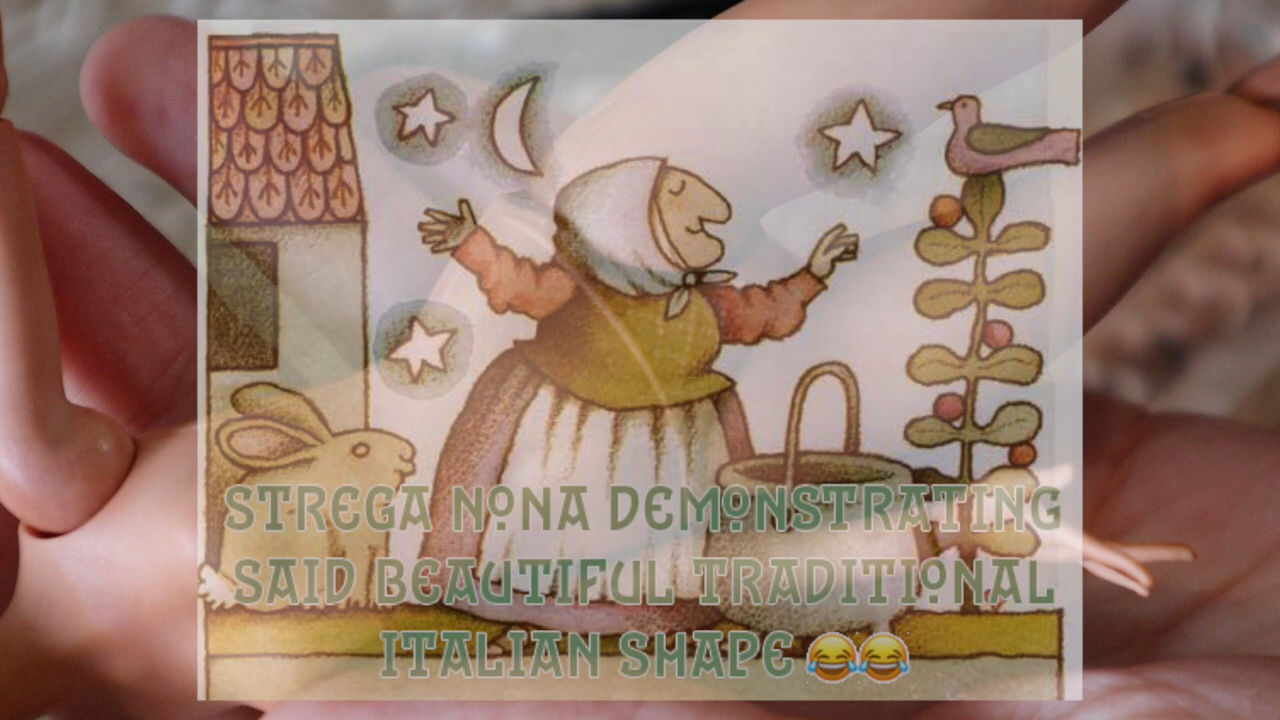 STREGA NONA DEMONSTRATING
SAID BEAUTIFUL TRADITIONAL
ITALIAN SHAPE 😂😂